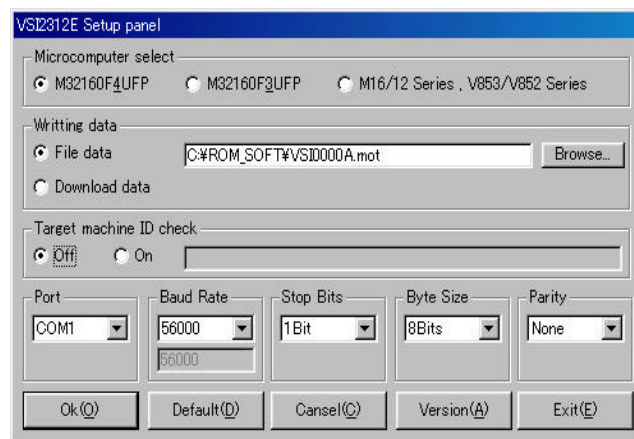 VSI2312E Setup panel
Microcomputer select
M32160F4UFP M32160F3UFP M16/12 Series , V853/V852 Series
Writting data
File data C:¥ROM_SOFT¥VSI0000A.mot Browse...
Download data
Target machine ID check
Off On
Port Baud Rate Stop Bits Byte Size Parity
COM1 56000 1Bit 8Bits None
56000
Ok(O) Default(D) Cansel(C) Version(A) Exit(E)